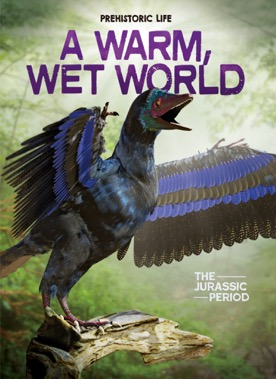 PREHISTORIC LIFE
A WARM,
WET WORLD
THE
JURASSIC
PERIOD